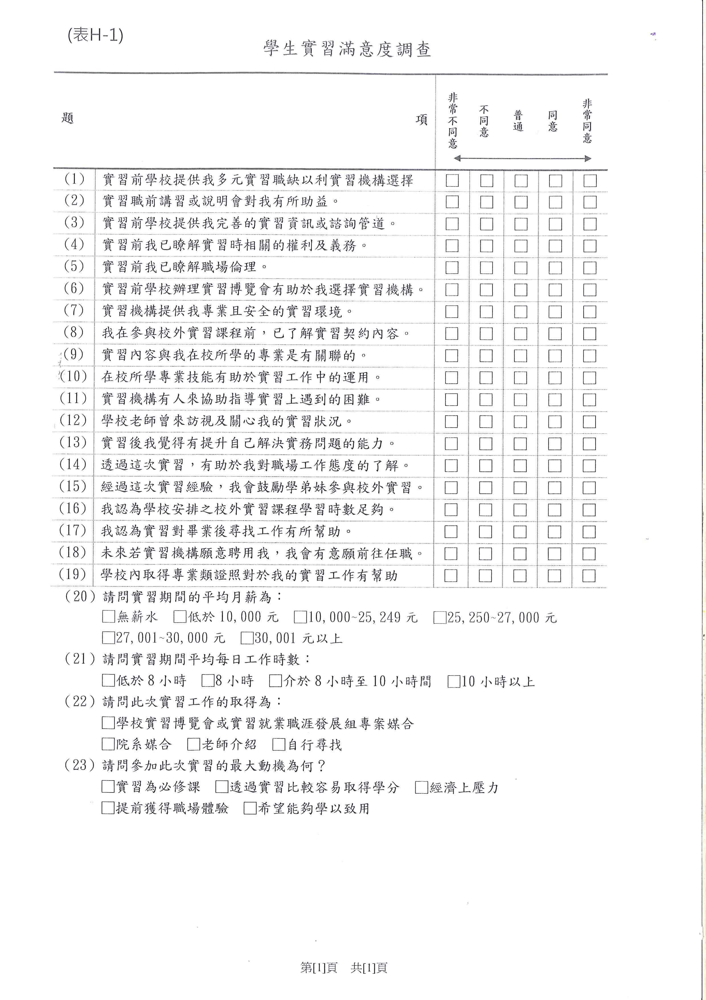 (表H-1)
學生實習滿意度調查
題 項 非常不同意 不同意 普通 同意 非常同意
(1) 實習前學校提供我多元實習職缺以利實習機構選擇 □ □ □ □ □
(2) 實習職前講習或說明會對我有所助益。 □ □ □ □ □
(3) 實習前學校提供我完善的實習資訊或諮詢管道。 □ □ □ □ □
(4) 實習前我已瞭解實習時相關的權利及義務。 □ □ □ □ □
(5) 實習前我已瞭解職場倫理。 □ □ □ □ □
(6) 實習前學校辦理實習博覽會有助於我選擇實習機構。 □ □ □ □ □
(7) 實習機構提供我專業且安全的實習環境。 □ □ □ □ □
(8) 我在參與校外實習課程前，已了解實習契約內容。 □ □ □ □ □
(9) 實習內容與我在校所學的專業是有關聯的。 □ □ □ □ □
(10) 在校所學專業技能有助於實習工作中的運用。 □ □ □ □ □
(11) 實習機構有人來協助指導實習上遇到的困難。 □ □ □ □ □
(12) 學校老師曾來訪視及關心我的實習狀況。 □ □ □ □ □
(13) 實習後我覺得有提升自己解決實務問題的能力。 □ □ □ □ □
(14) 透過這次實習，有助於我對職場工作態度的了解。 □ □ □ □ □
(15) 經過這次實習經驗，我會鼓勵學弟妹參與校外實習。 □ □ □ □ □
(16) 我認為學校安排之校外實習課程學習時數足夠。 □ □ □ □ □
(17) 我認為實習對畢業後尋找工作有所幫助。 □ □ □ □ □
(18) 未來若實習機構願意聘用我，我會有意願前往任職。 □ □ □ □ □
(19) 學校內取得專業類證照對於我的實習工作有幫助 □ □ □ □ □
(20) 請問實習期間的平均月薪為：
□無薪水 □低於 10,000 元 □10,000~25,249 元 □25,250~27,000 元
□27,001~30,000 元 □30,001 元以上
(21) 請問實習期間平均每日工作時數：
□低於 8 小時 □8 小時 □介於 8 小時至 10 小時間 □10 小時以上
(22) 請問此次實習工作的取得為：
□學校實習博覽會或實習就業職涯發展組專案媒合
□院系媒合 □老師介紹 □自行尋找
(23) 請問參加此次實習的最大動機為何？
□實習為必修課 □透過實習比較容易取得學分 □經濟上壓力
□提前獲得職場體驗 □希望能夠學以致用
第[1]頁 共[1]頁